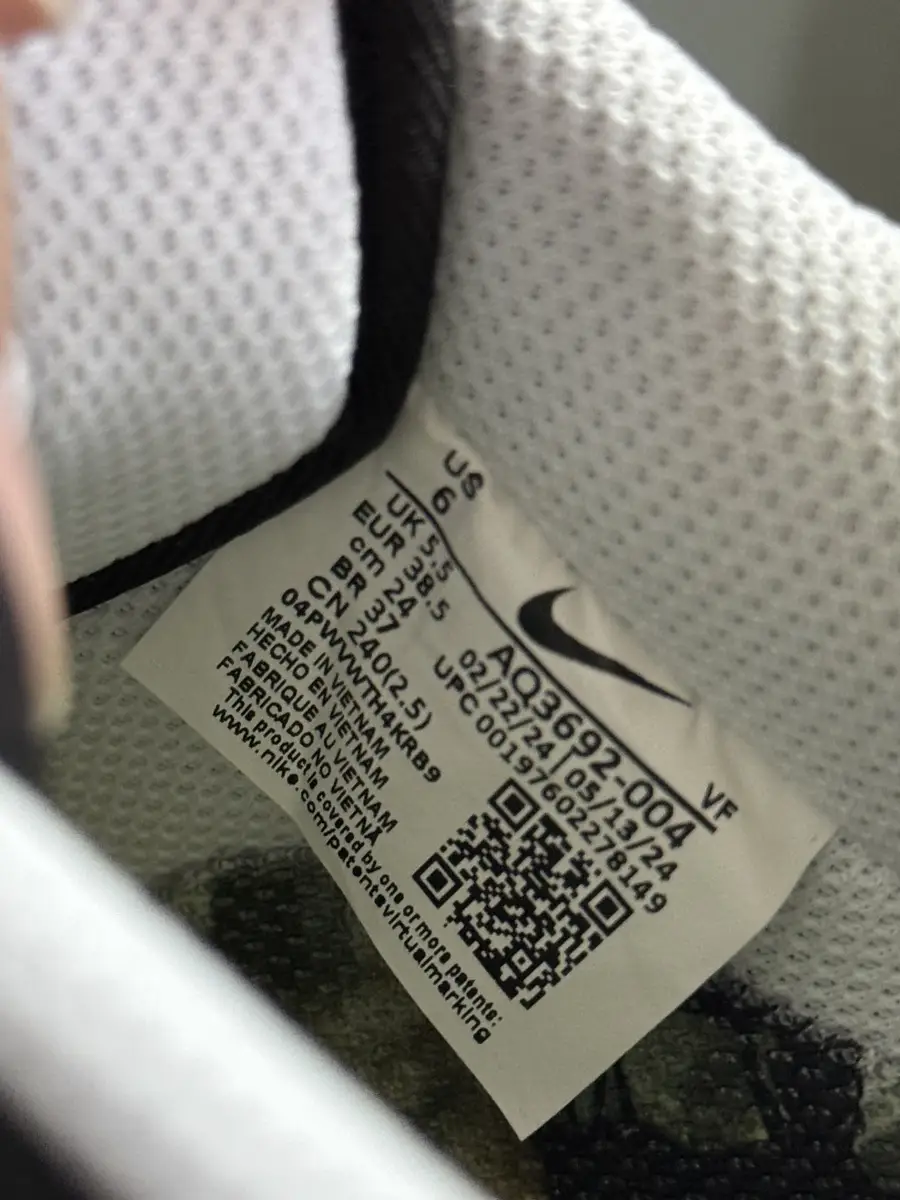 US
6
UK 5.5
EUR 38.5
cm 24
BR 37
CN 240(2.5)
04PWVWTH4KRB9
MADE IN VIETNAM
HECHO EN VIETNAM
FABRIQUE AU VIETNAM
FABRICADO NO VIETNÃ
This product is covered by one or more patents:
www.nike.com/patentsvirtualmarking
VF
AQ3692-004
02/22/24 | 05/13/24
UPC 00197602278149